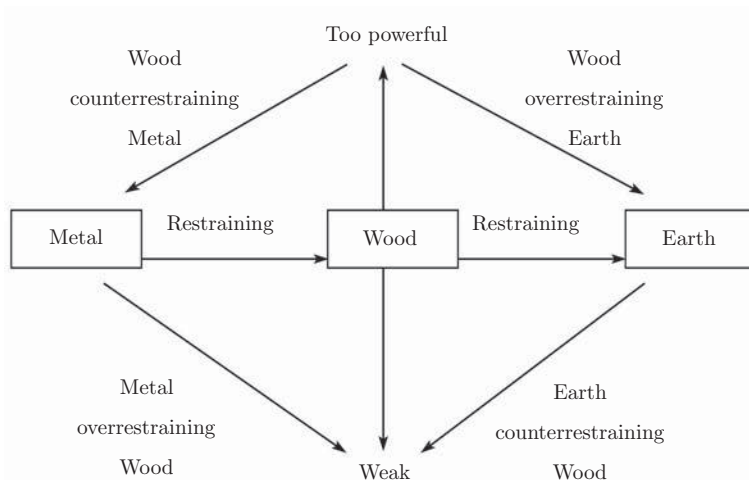 Too powerful
Wood
counterrestraining
Metal
Wood
overrestraining
Earth
Metal
Restraining
Wood
Restraining
Earth
Metal
overrestraining
Wood
Earth
counterrestraining
Wood
Weak